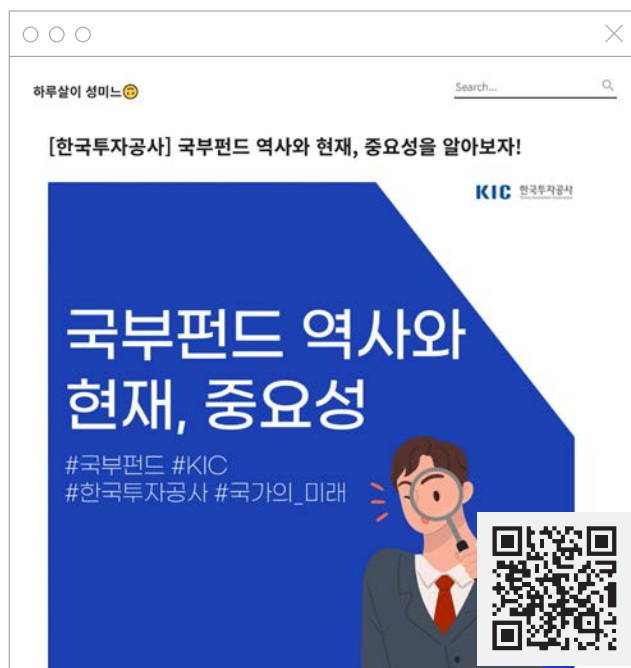 하루살이 성미느🙃
Search...
[한국투자공사] 국부펀드 역사와 현재, 중요성을 알아보자!
KIC 한국투자공사
국부펀드 역사와
현재, 중요성
#국부펀드 #KIC
#한국투자공사 #국가의_미래